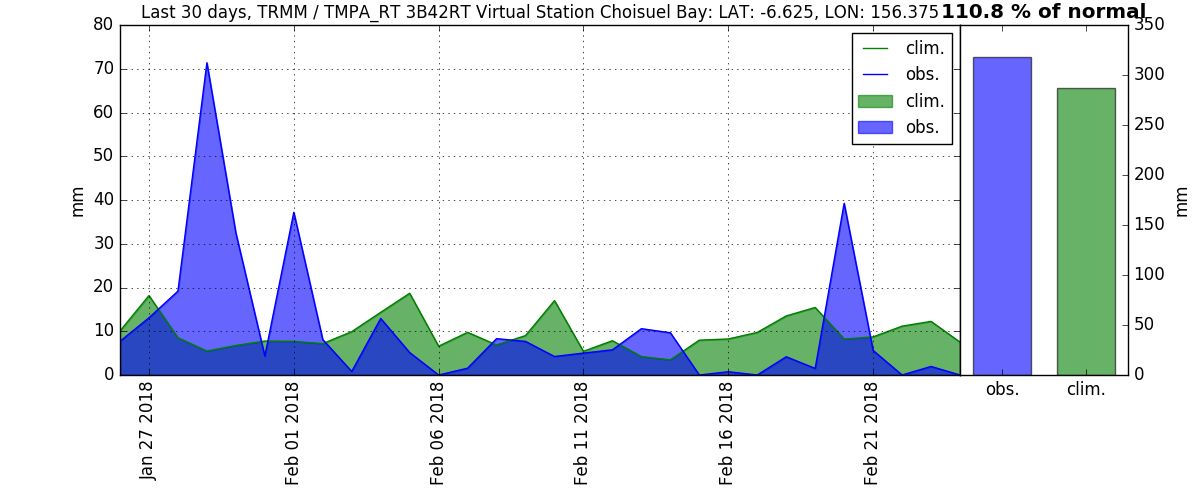 Last 30 days, TRMM / TMPA_RT 3B42RT Virtual Station Choisuel Bay: LAT: -6.625, LON: 156.375
110.8 % of normal
80
70
60
50
40
30
20
10
0
mm
clim.
obs.
clim.
obs.
350
300
250
200
150
100
50
0
mm
Jan 27 2018
Feb 01 2018
Feb 06 2018
Feb 11 2018
Feb 16 2018
Feb 21 2018
obs.
clim.